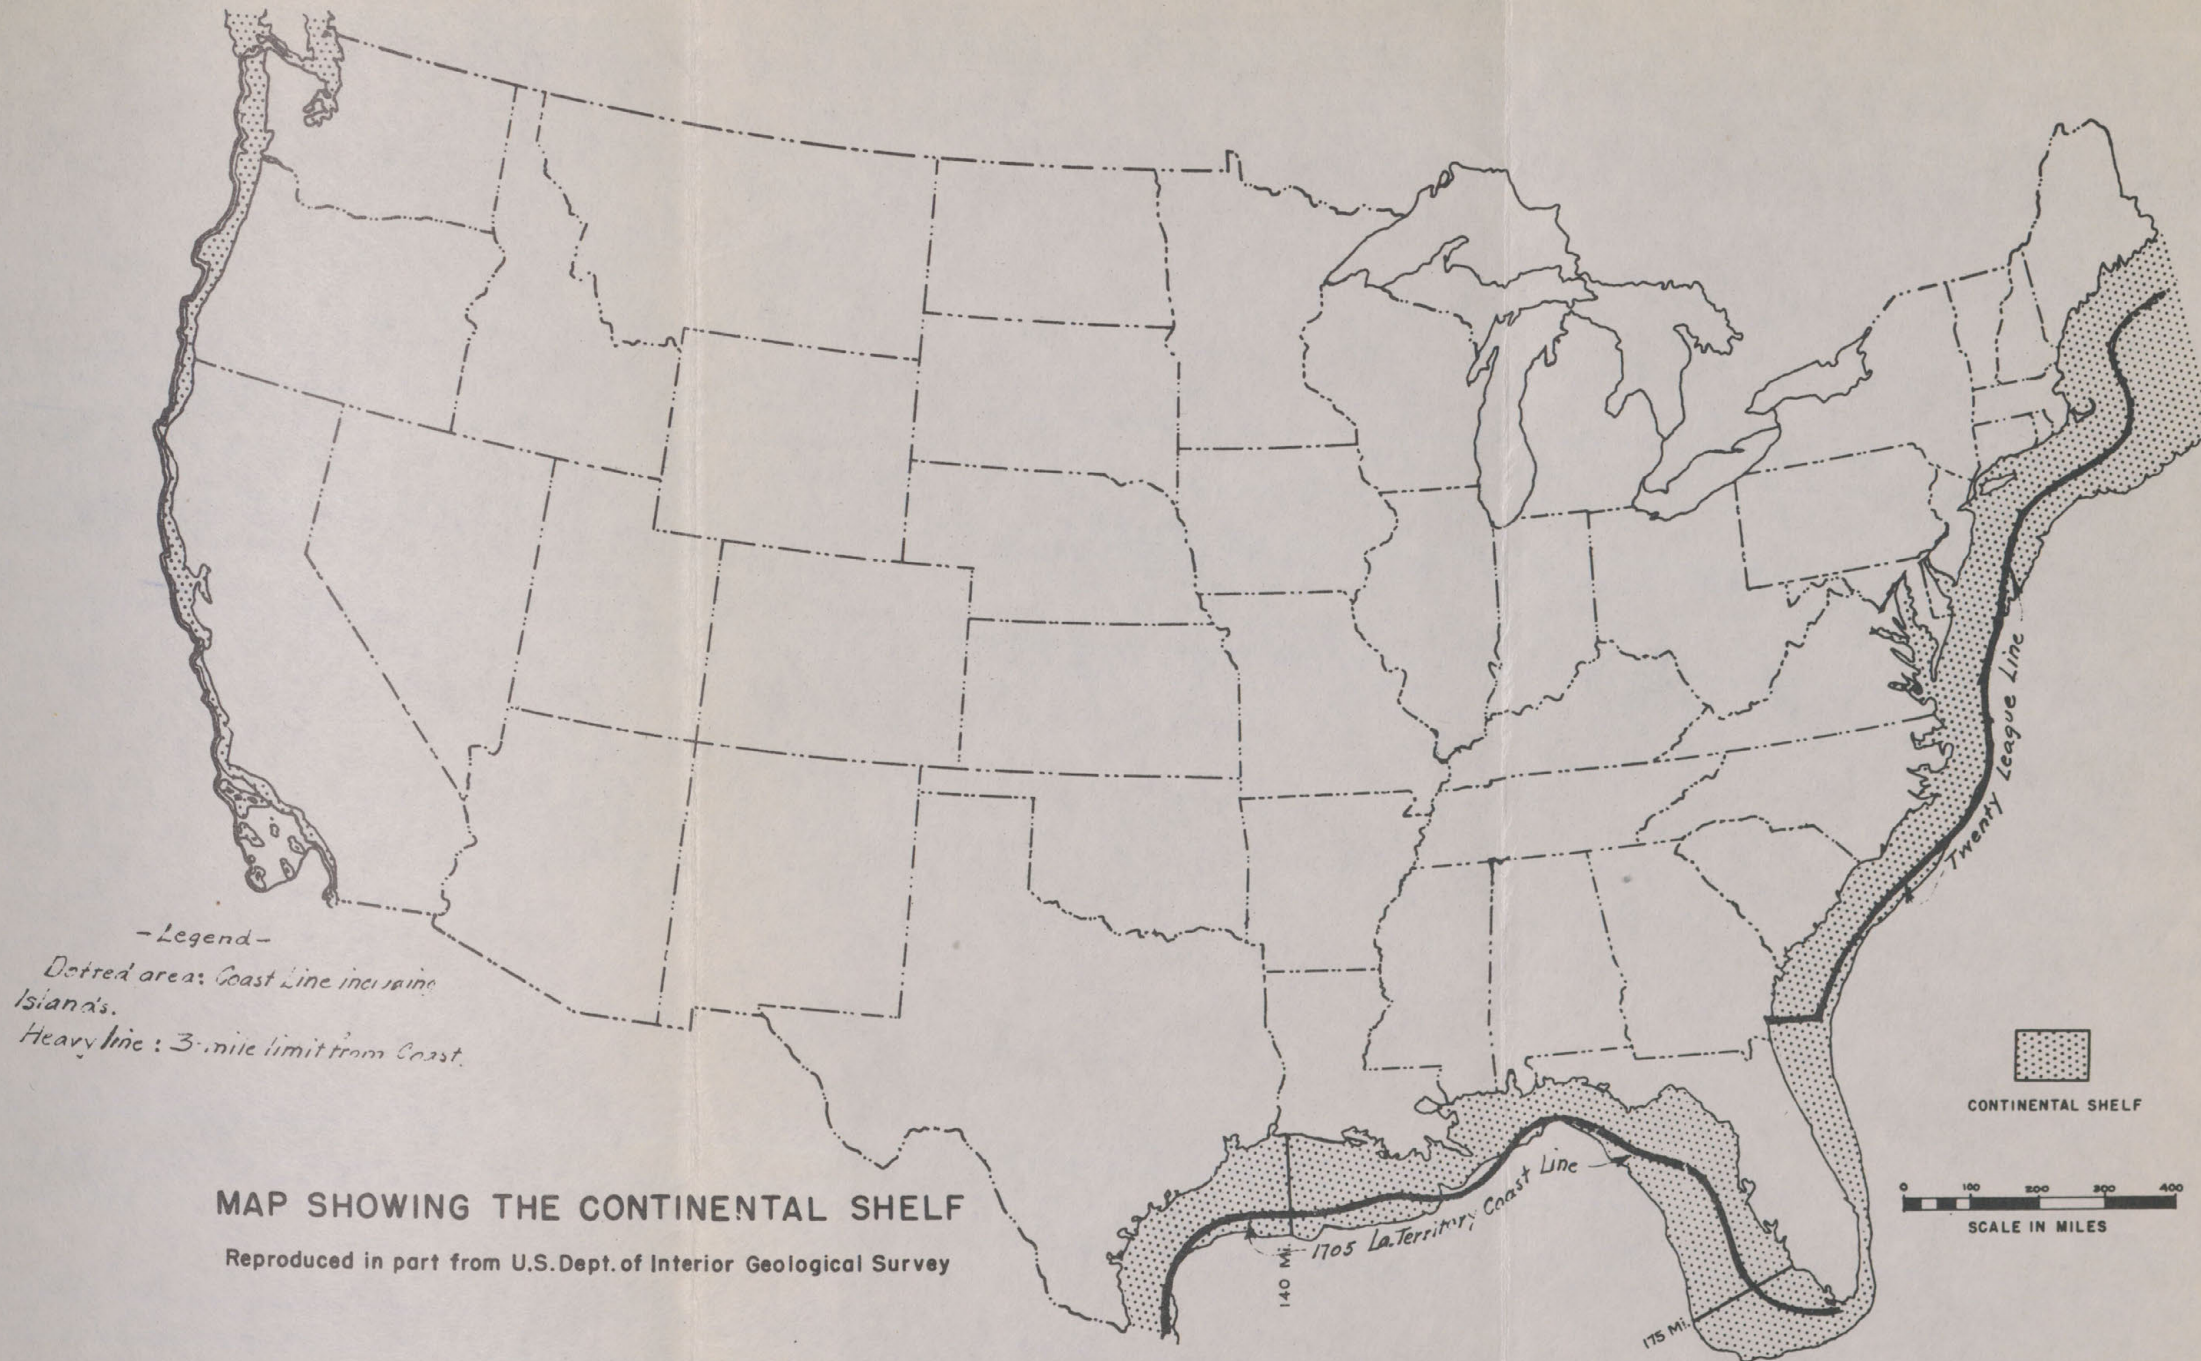 Twenty League Line
-Legend-
Dotted area: Coast Line incluing
Islands.
Heavy line: 3-mile limit from Coast.
CONTINENTAL SHELF
MAP SHOWING THE CONTINENTAL SHELF
Reproduced in part from U.S. Dept. of Interior Geological Survey
1705 La. Territory Coast Line
140 Mi.
175 Mi.
0 100 200 300 400
SCALE IN MILES